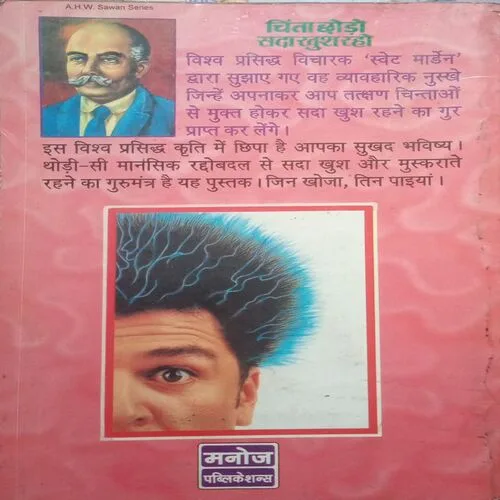 A.H.W. Sawan Series
चिंता छोड़ो
सदा खुश रहो
विश्व प्रसिद्ध विचारक 'स्वेट मार्डेन'
द्वारा सुझाए गए वह व्यावहारिक नुस्खे
जिन्हें अपनाकर आप तत्क्षण चिन्ताओं
से मुक्त होकर सदा खुश रहने का गुर
प्राप्त कर लेंगे।
इस विश्व प्रसिद्ध कृति में छिपा है आपका सुखद भविष्य।
थोड़ी-सी मानसिक रद्दोबदल से सदा खुश और मुस्कराते
रहने का गुरुमंत्र है यह पुस्तक। जिन खोजा, तिन पाइयां।
मनोज
पब्लिकेशन्स